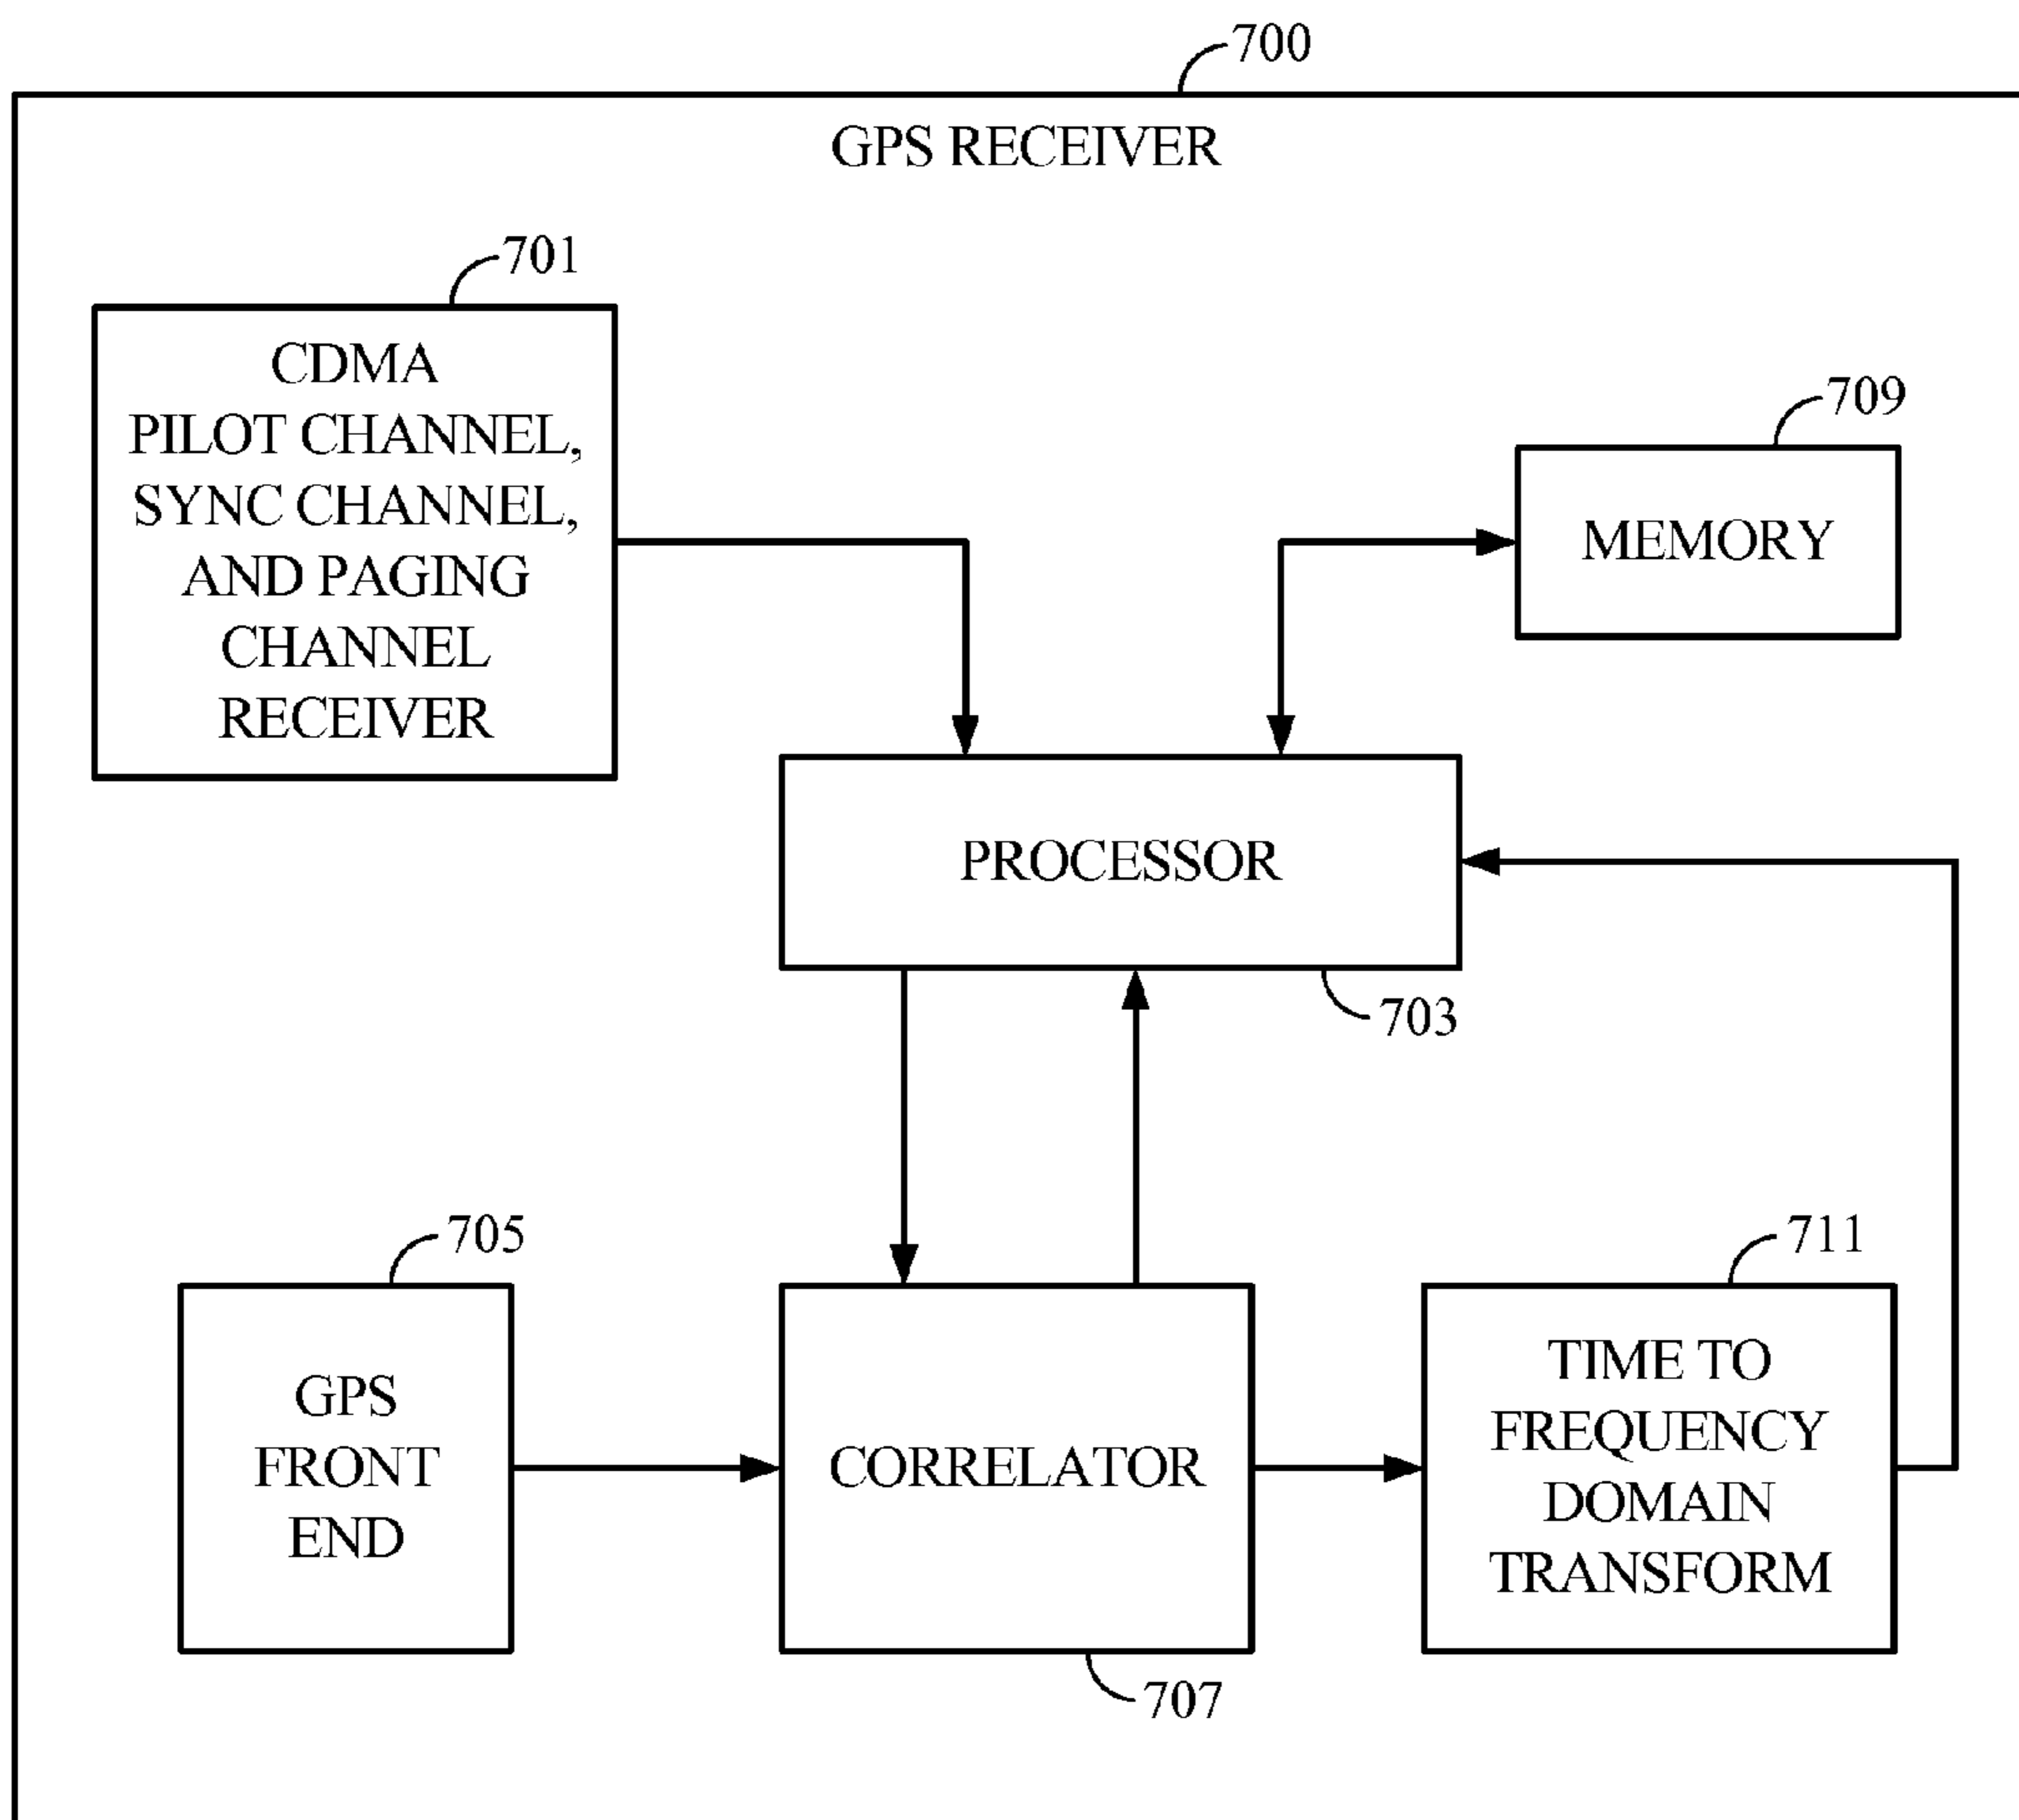 700
GPS RECEIVER
701
CDMA
PILOT CHANNEL,
SYNC CHANNEL,
AND PAGING
CHANNEL
RECEIVER
709
MEMORY
PROCESSOR
703
705
GPS
FRONT
END
CORRELATOR
707
711
TIME TO
FREQUENCY
DOMAIN
TRANSFORM